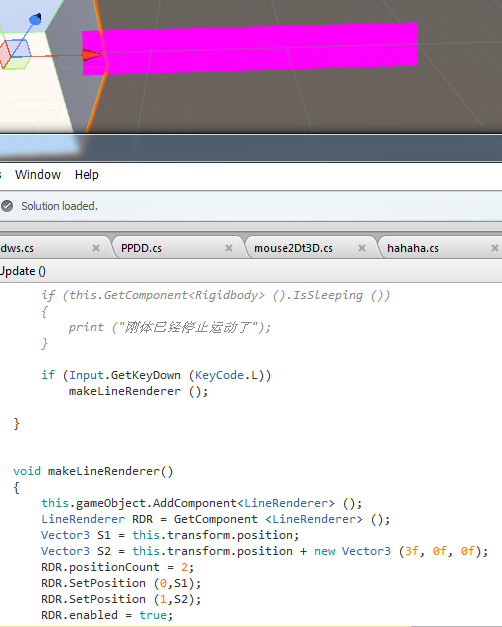 Window Help
Solution loaded.
dws.cs PPDD.cs mouse2Dt3D.cs hahaha.cs
Update ()
if (this.GetComponent<Rigidbody> ().IsSleeping ())
{
print ("刚体已经停止运动了");
}
if (Input.GetKeyDown (KeyCode.L))
makeLineRenderer ();
}
void makeLineRenderer()
{
this.gameObject.AddComponent<LineRenderer> ();
LineRenderer RDR = GetComponent <LineRenderer> ();
Vector3 S1 = this.transform.position;
Vector3 S2 = this.transform.position + new Vector3 (3f, 0f, 0f);
RDR.positionCount = 2;
RDR.SetPosition (0,S1);
RDR.SetPosition (1,S2);
RDR.enabled = true;